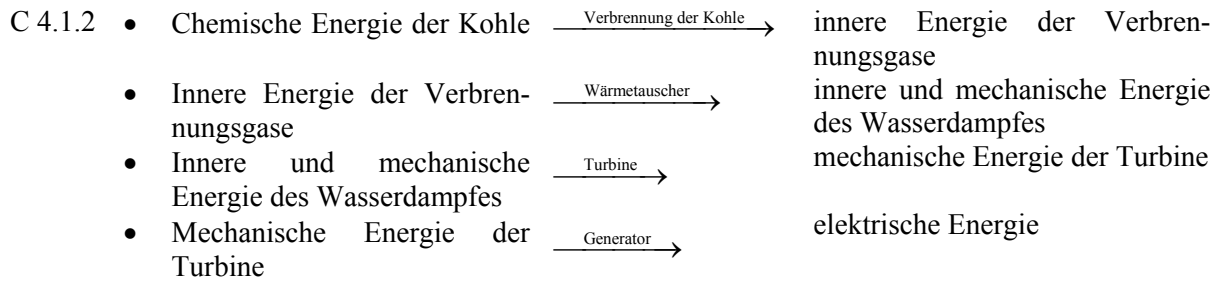 C 4.1.2 • Chemische Energie der Kohle Verbrennung der Kohle → innere Energie der Verbren-
nungsgase
• Innere Energie der Verbren- Wärmetauscher → innere und mechanische Energie
nungsgase des Wasserdampfes
• Innere und mechanische Turbine → mechanische Energie der Turbine
Energie des Wasserdampfes
• Mechanische Energie der Generator → elektrische Energie
Turbine